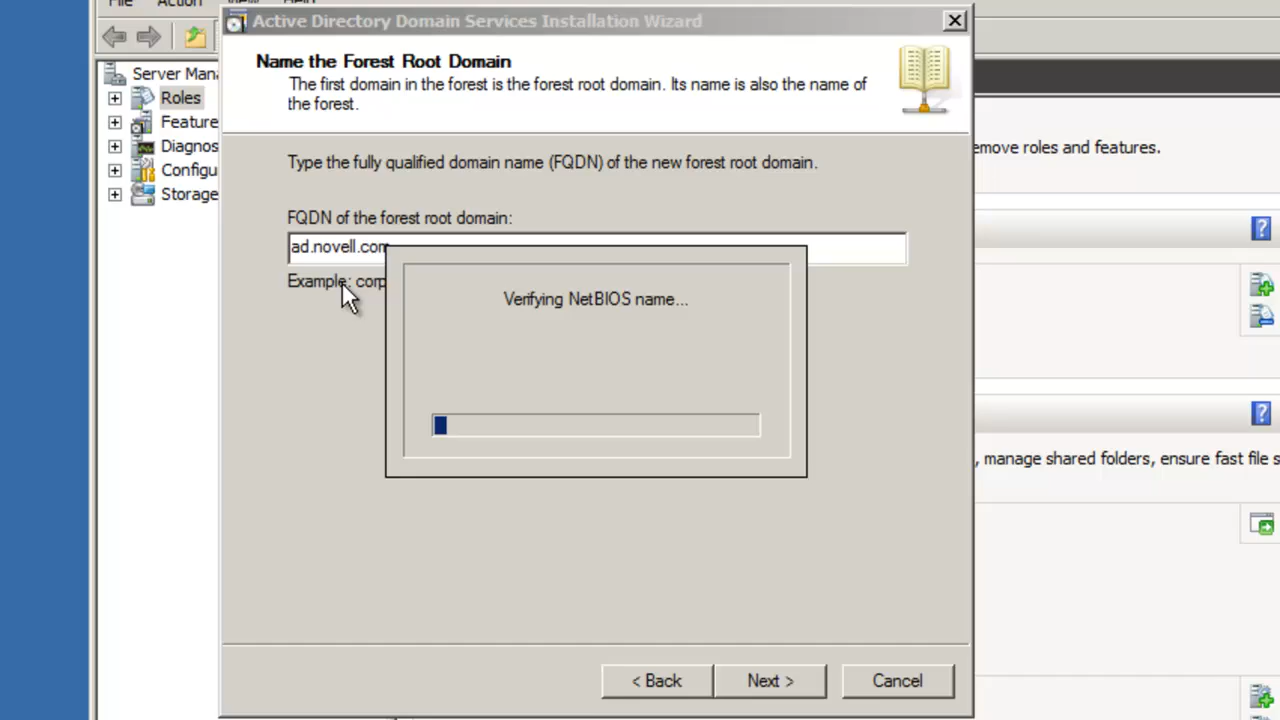 File Action View Help
Active Directory Domain Services Installation Wizard
Name the Forest Root Domain
The first domain in the forest is the forest root domain. Its name is also the name of
the forest.
Server Mana
Roles
Feature
Diagnos
Configu
Storage
emove roles and features.
Type the fully qualified domain name (FQDN) of the new forest root domain.
FQDN of the forest root domain:
ad.novell.com
Example: corp
Verifying NetBIOS name...
, manage shared folders, ensure fast file s
< Back
Next >
Cancel